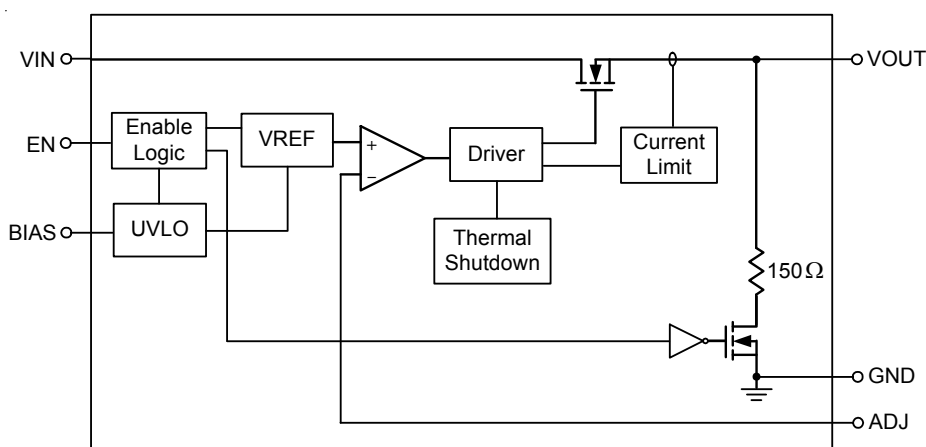 VIN
VOUT
EN
Enable
Logic
VREF
+
−
Driver
Current
Limit
BIAS
UVLO
Thermal
Shutdown
150Ω
GND
ADJ